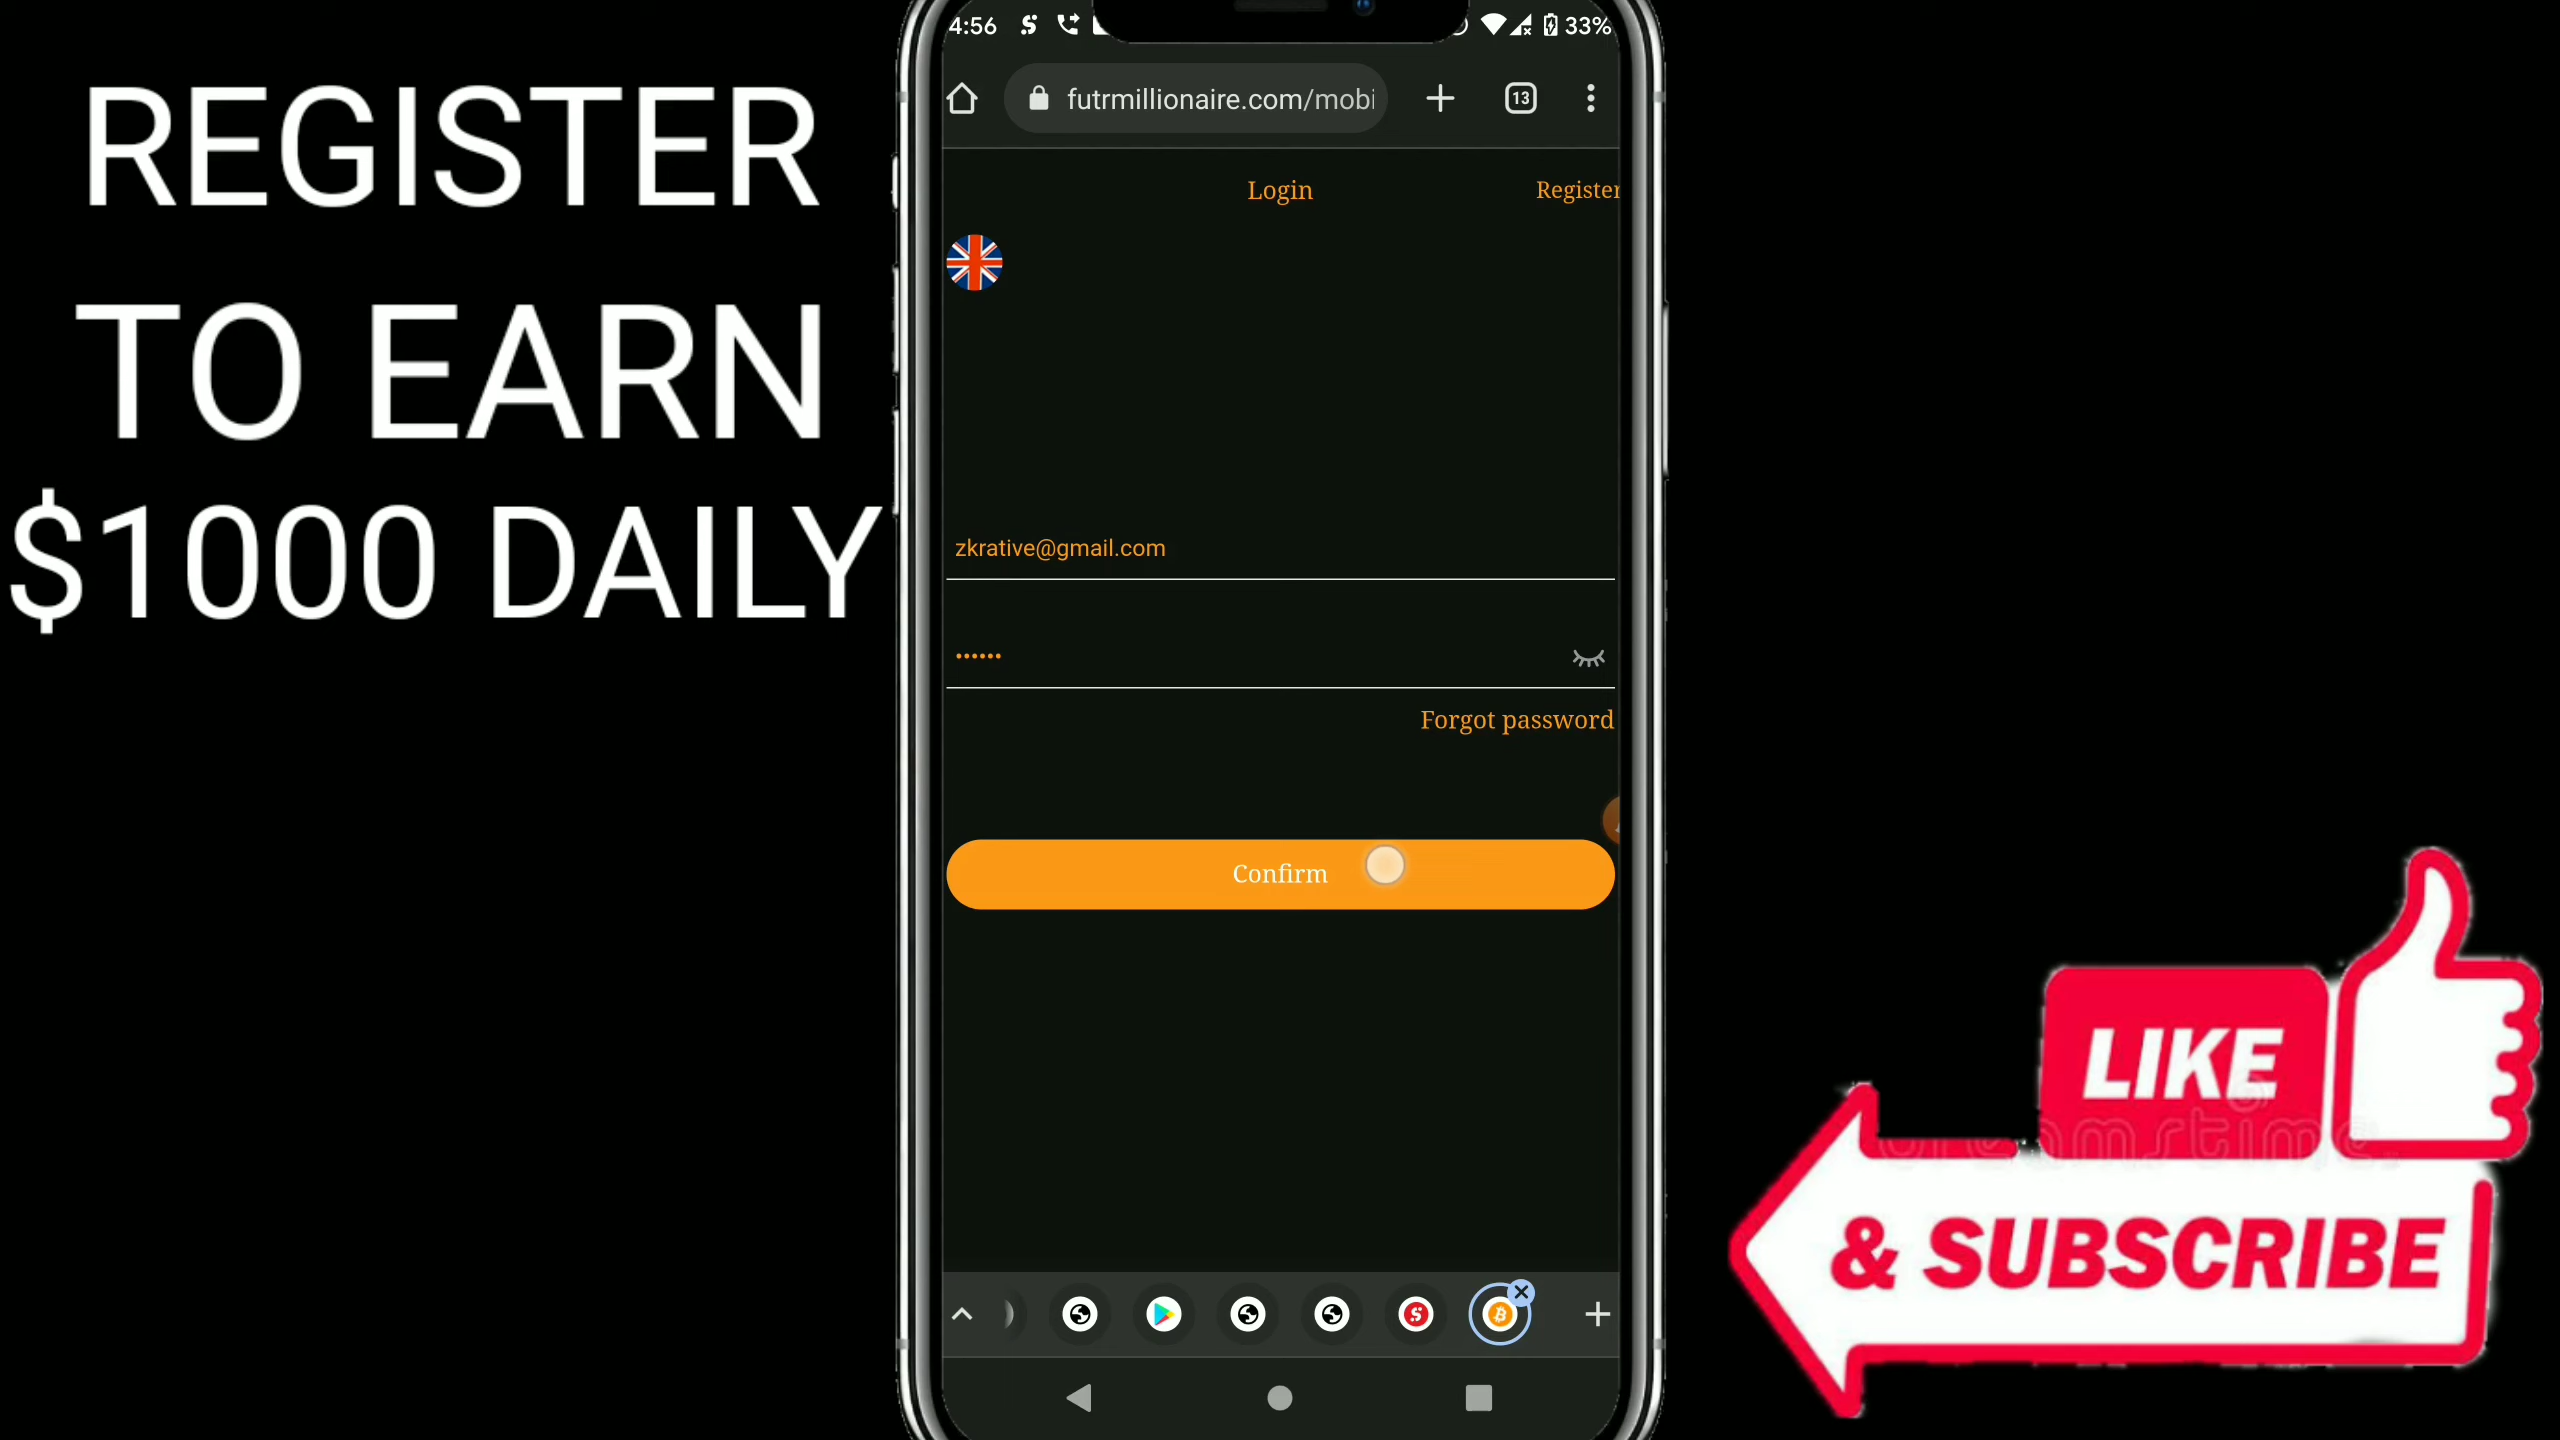 REGISTER
TO EARN
$1000 DAILY
4:56
33%
futrmillionaire.com/mobi
13
Login
Register
zkrative@gmail.com
••••••
Forgot password
Confirm
LIKE
& SUBSCRIBE